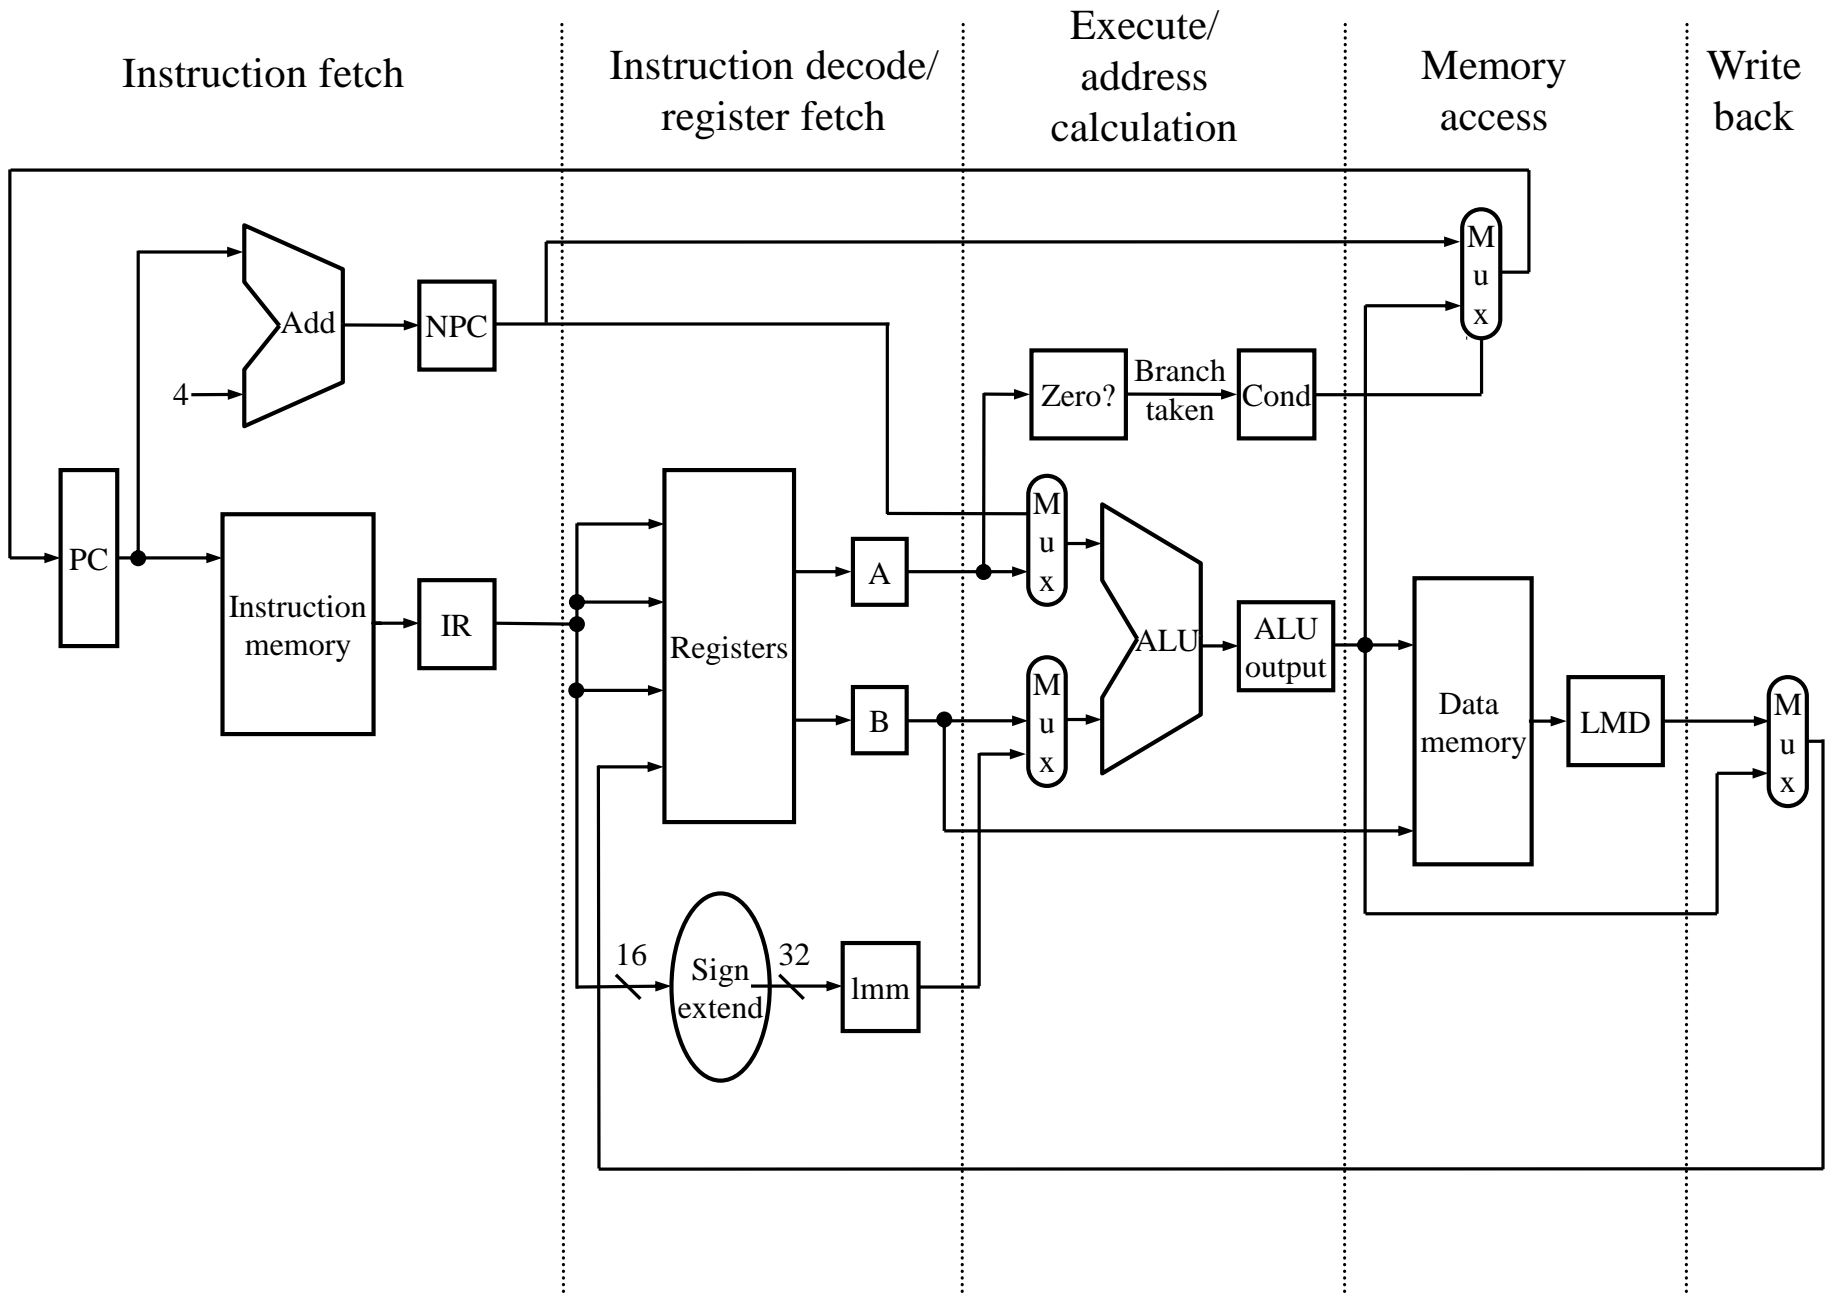 Instruction fetch
Instruction decode/
register fetch
Execute/
address
calculation
Memory
access
Write
back
Add
4
NPC
PC
Instruction
memory
IR
Registers
A
B
16
Sign
extend
32
lmm
Zero?
Branch
taken
Cond
M
u
x
M
u
x
ALU
ALU
output
M
u
x
Data
memory
LMD
M
u
x